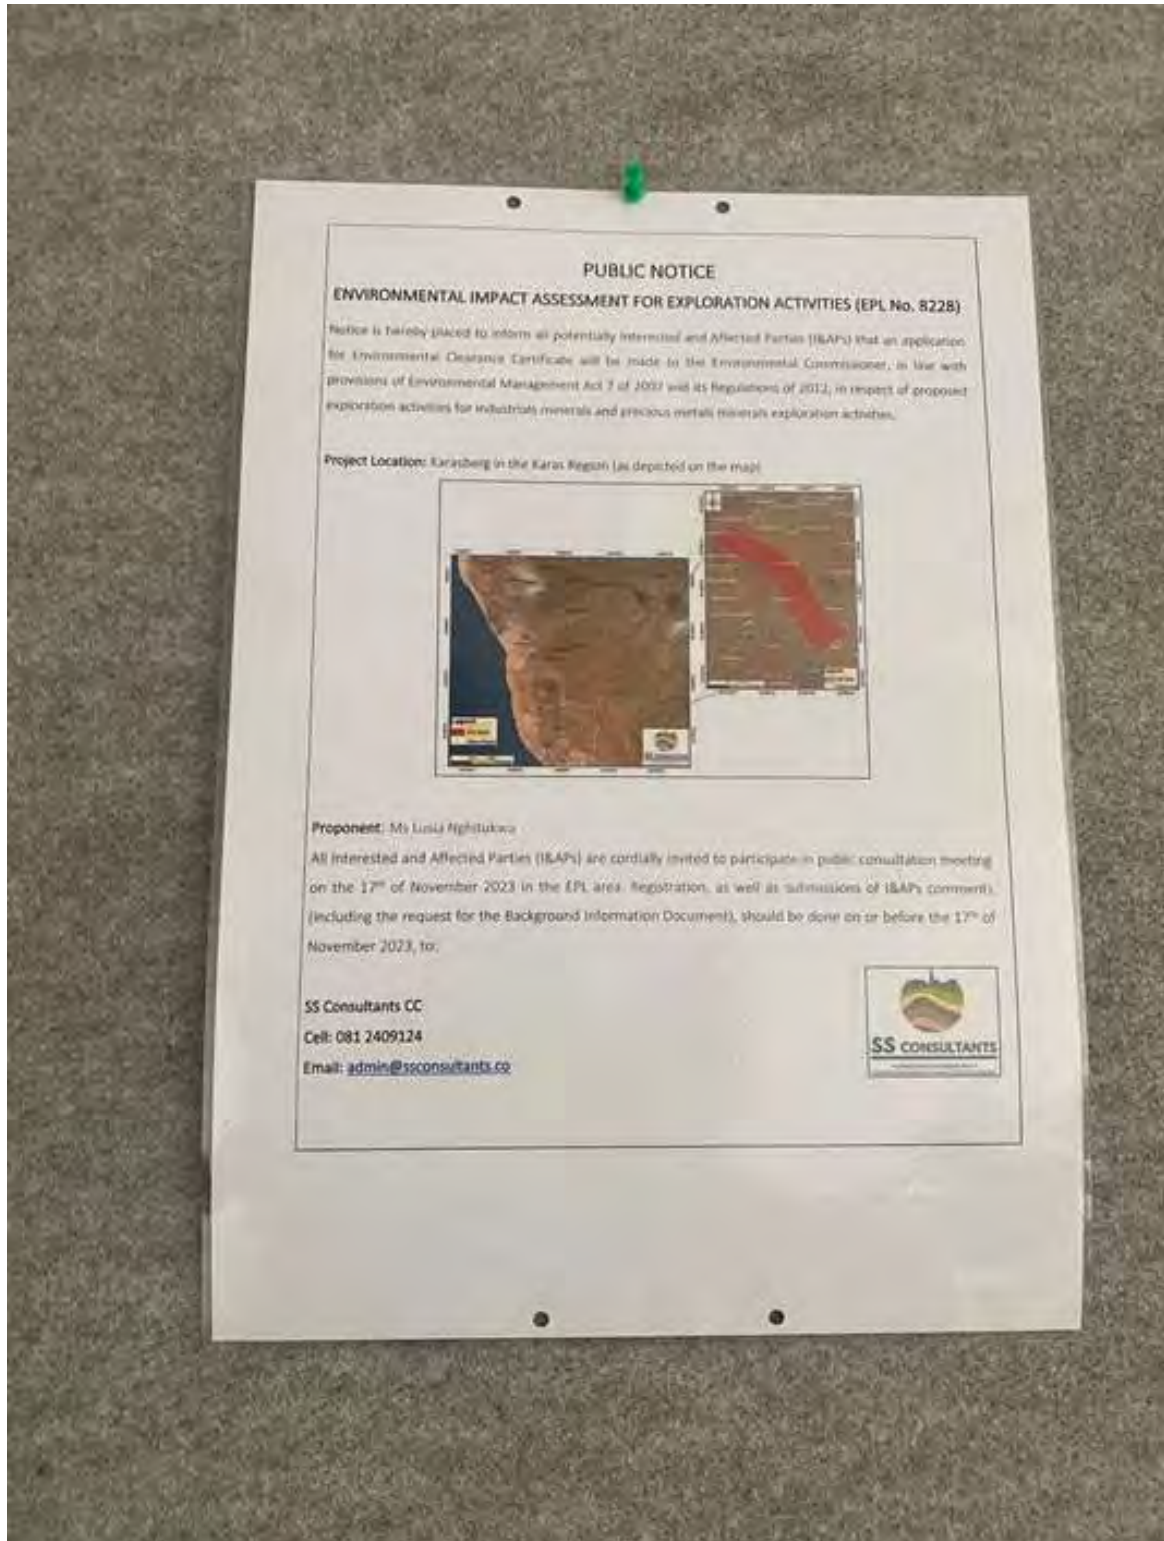 PUBLIC NOTICE
ENVIRONMENTAL IMPACT ASSESSMENT FOR EXPLORATION ACTIVITIES (EPL No. 8228)
Notice is hereby placed to inform all potentially Interested and Affected Parties (I&APs) that an application
for Environmental Clearance Certificate will be made to the Environmental Commissioner, in line with
provisions of Environmental Management Act 7 of 2007 and its Regulations of 2012, in respect of proposed
exploration activities for industrials minerals and precious metals minerals exploration activities.
Project Location: Karasberg in the Karas Region (as depicted on the map)
Proponent: Ms Lusia Nghitukwa
All Interested and Affected Parties (I&APs) are cordially invited to participate in public consultation meeting
on the 17th of November 2023 in the EPL area. Registration, as well as submissions of I&APs comment),
(including the request for the Background Information Document), should be done on or before the 17th of
November 2023, to:
SS Consultants CC
Cell: 081 2409124
Email: admin@ssconsultants.co
SS CONSULTANTS